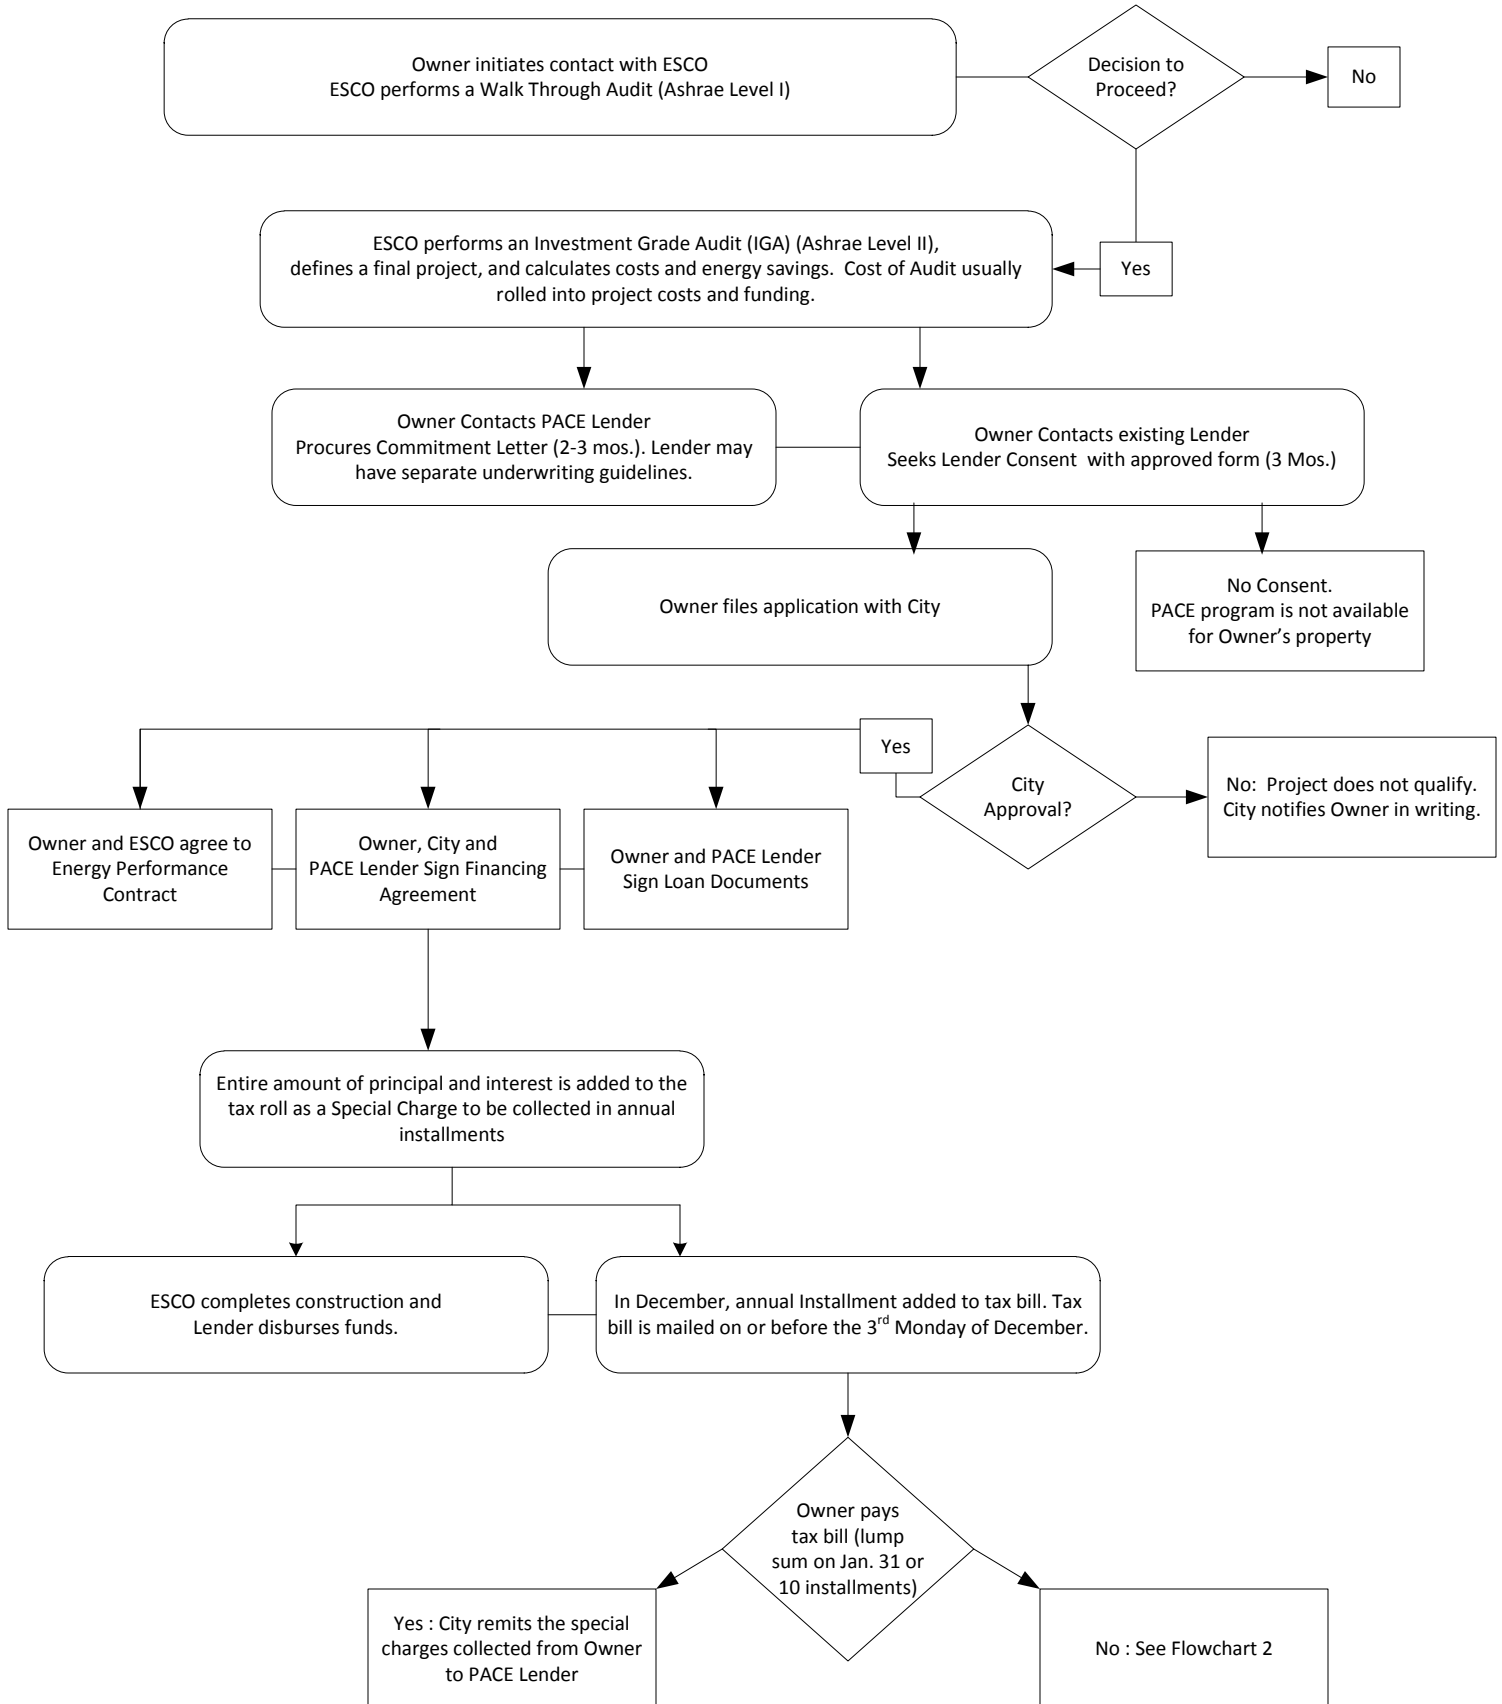 Owner initiates contact with ESCO
ESCO performs a Walk Through Audit (Ashrae Level I)
Decision to
Proceed?
No
ESCO performs an Investment Grade Audit (IGA) (Ashrae Level II),
defines a final project, and calculates costs and energy savings.  Cost of Audit usually
rolled into project costs and funding.
Yes
Owner Contacts PACE Lender
Procures Commitment Letter (2-3 mos.). Lender may
have separate underwriting guidelines.
Owner Contacts existing Lender
Seeks Lender Consent  with approved form (3 Mos.)
Owner files application with City
No Consent.
PACE program is not available
for Owner’s property
Yes
City
Approval?
No:  Project does not qualify.
City notifies Owner in writing.
Owner and ESCO agree to
Energy Performance
Contract
Owner, City and
PACE Lender Sign Financing
Agreement
Owner and PACE Lender
Sign Loan Documents
Entire amount of principal and interest is added to the
tax roll as a Special Charge to be collected in annual
installments
ESCO completes construction and
Lender disburses funds.
In December, annual Installment added to tax bill. Tax
bill is mailed on or before the 3rd Monday of December.
Owner pays
tax bill (lump
sum on Jan. 31 or
10 installments)
Yes : City remits the special
charges collected from Owner
to PACE Lender
No : See Flowchart 2